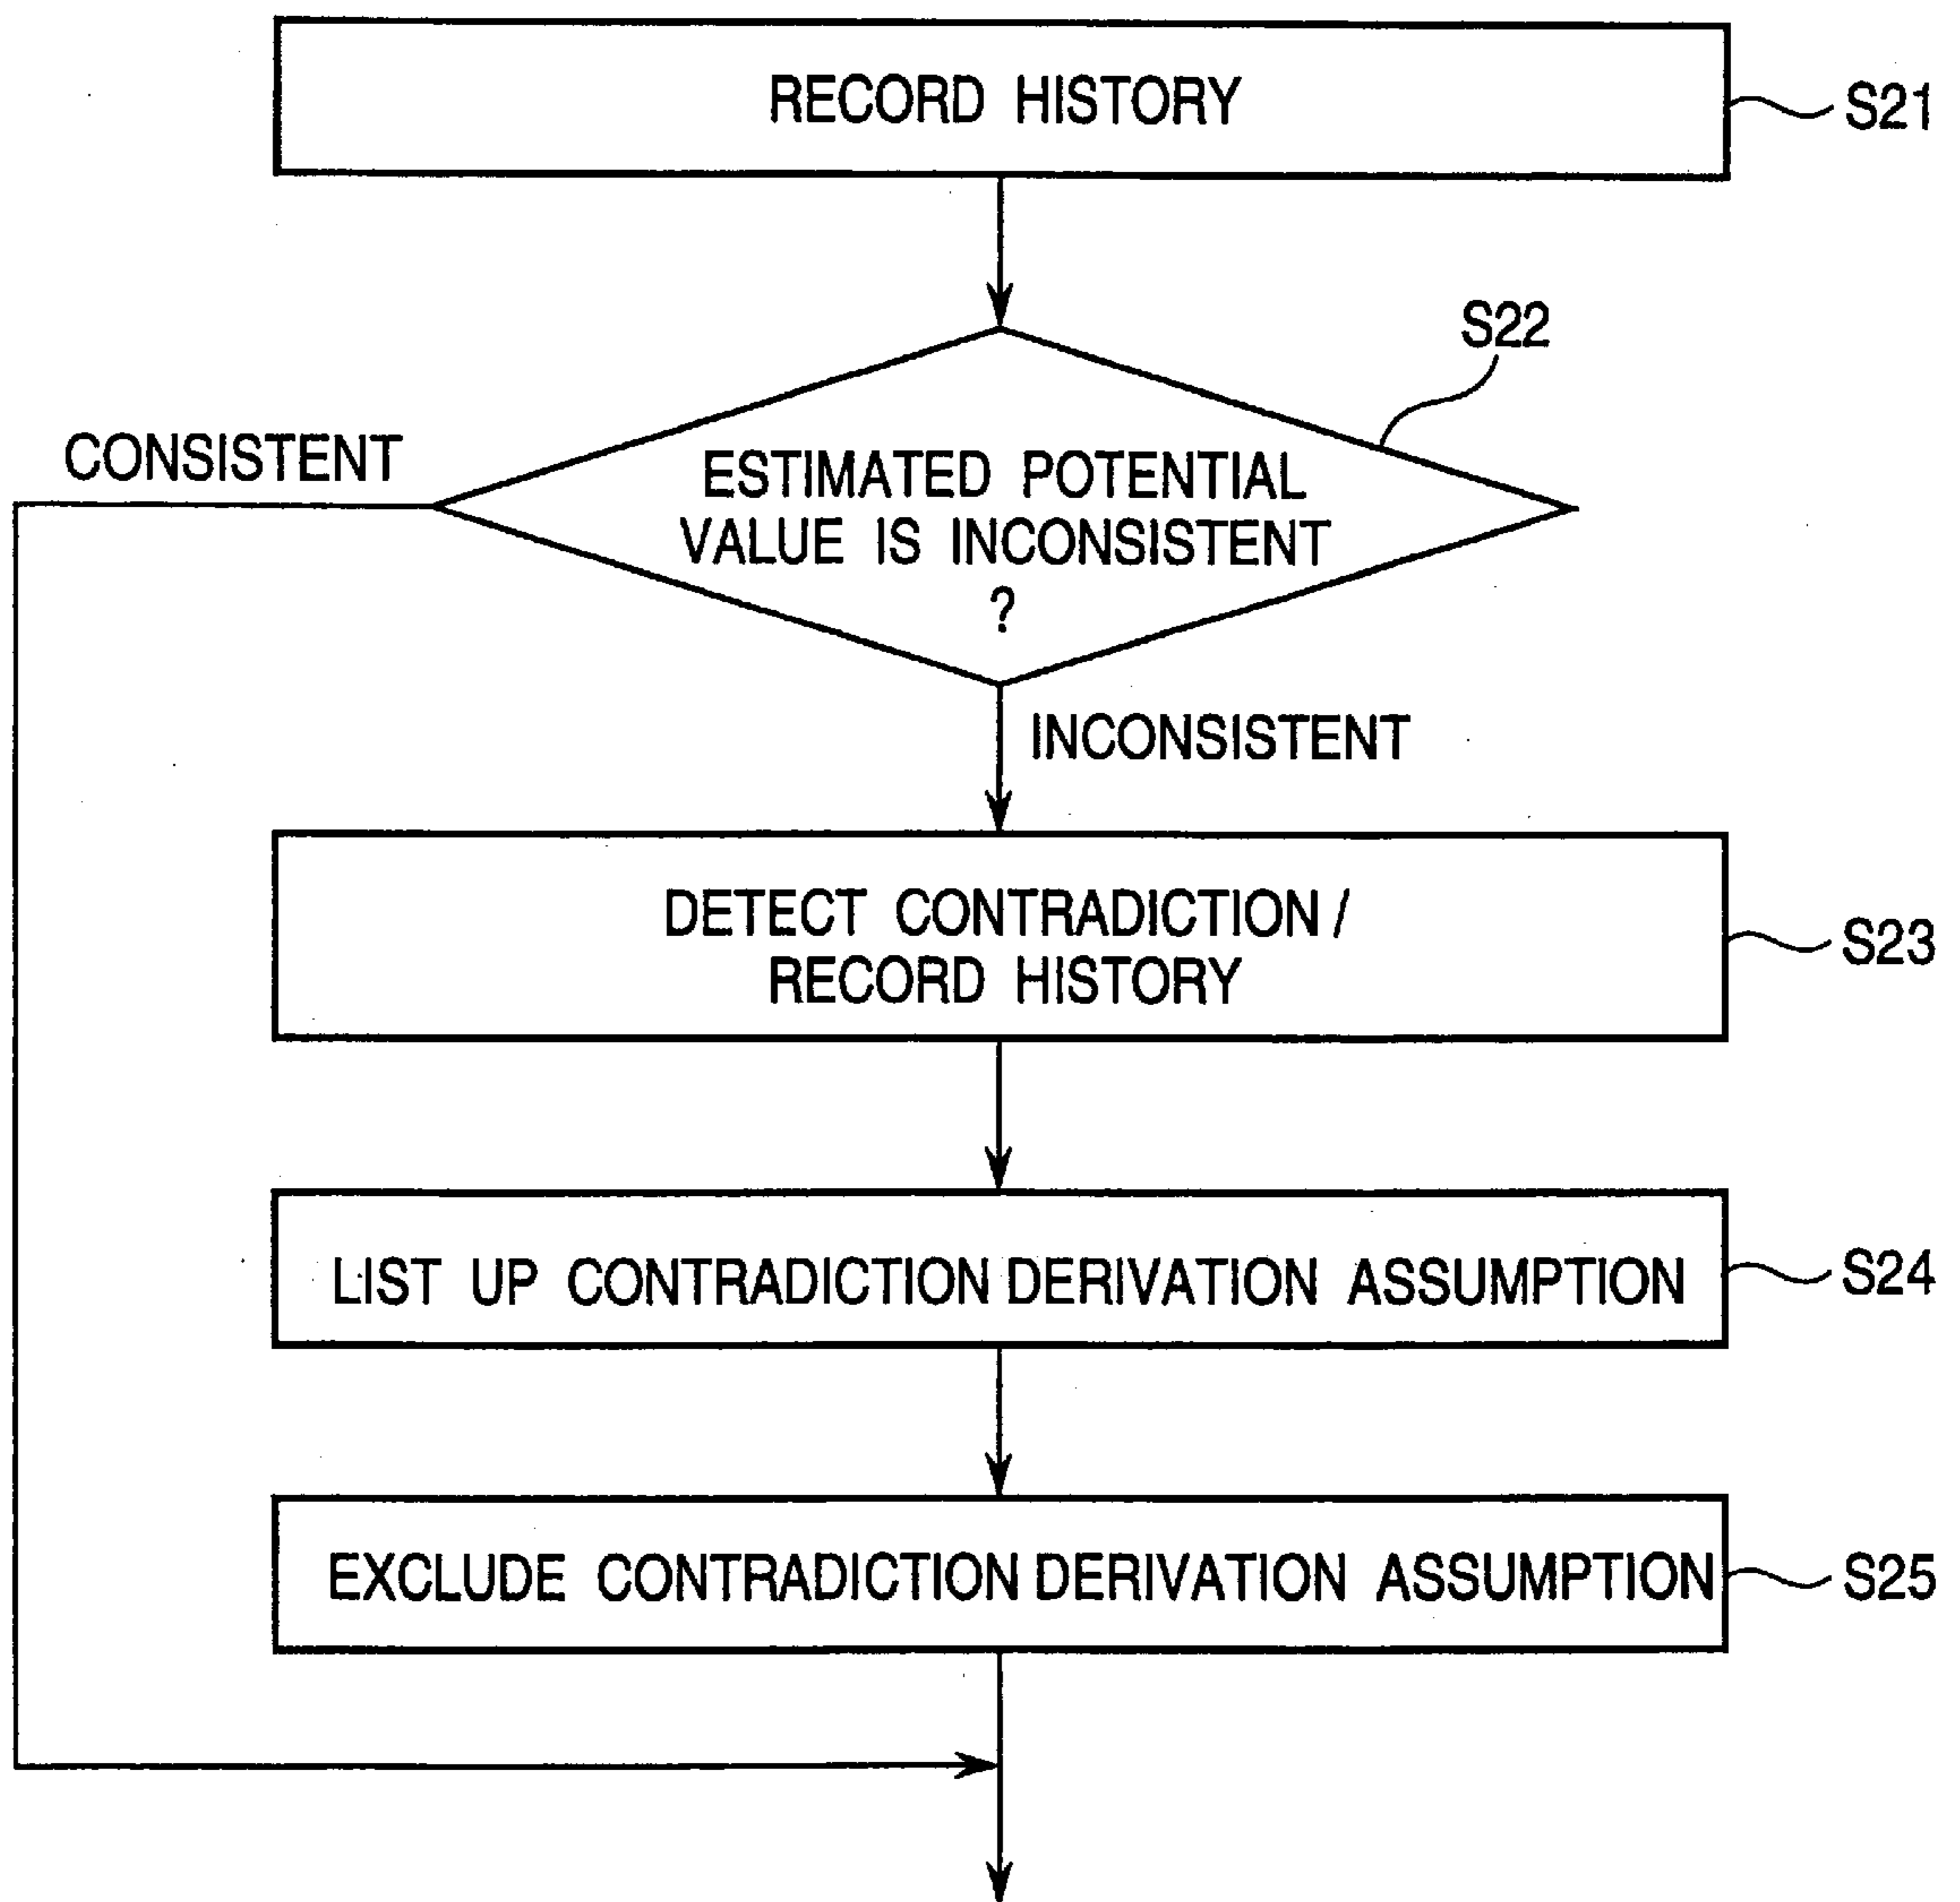 RECORD HISTORY
S21
S22
CONSISTENT
ESTIMATED POTENTIAL
VALUE IS INCONSISTENT
?
INCONSISTENT
DETECT CONTRADICTION /
RECORD HISTORY
S23
LIST UP CONTRADICTION DERIVATION ASSUMPTION
S24
EXCLUDE CONTRADICTION DERIVATION ASSUMPTION
S25